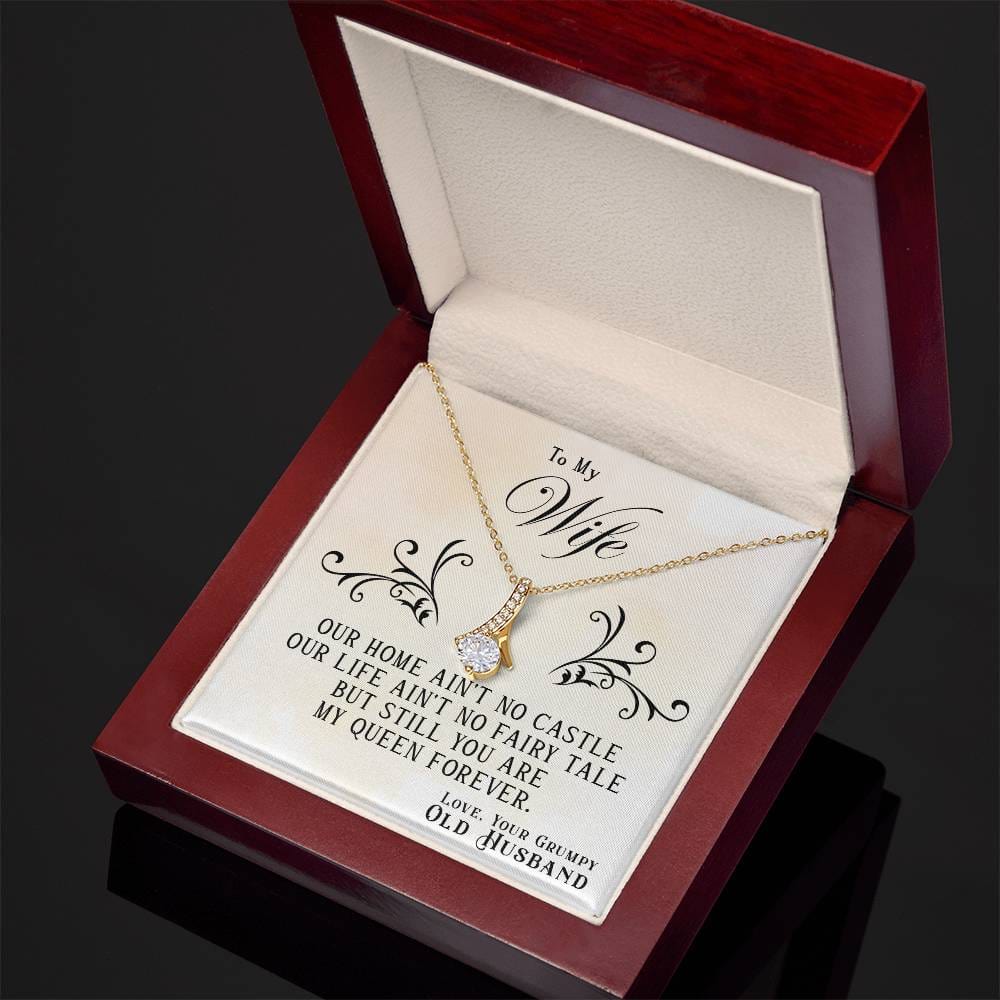 To My
Wife
OUR HOME AIN'T NO CASTLE
OUR LIFE AIN'T NO FAIRY TALE
BUT STILL YOU ARE
MY QUEEN FOREVER.
Love, Your Grumpy
Old Husband